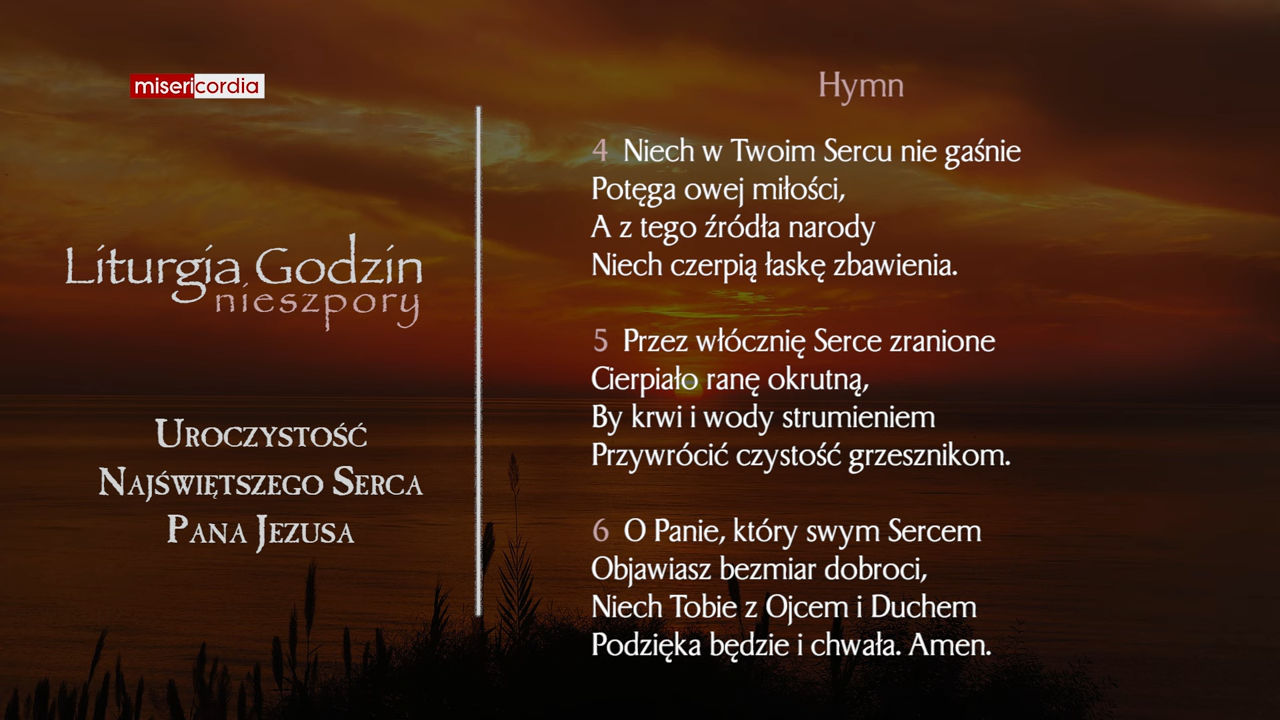 misericordia
Liturgia Godzin
nieszpory
Uroczystość
Najświętszego Serca
Pana Jezusa
Hymn
4 Niech w Twoim Sercu nie gaśnie
Potęga owej miłości,
A z tego źródła narody
Niech czerpią łaskę zbawienia.
5 Przez włócznię Serce zranione
Cierpiało ranę okrutną,
By krwi i wody strumieniem
Przywrócić czystość grzesznikom.
6 O Panie, który swym Sercem
Objawiasz bezmiar dobroci,
Niech Tobie z Ojcem i Duchem
Podzięka będzie i chwała. Amen.